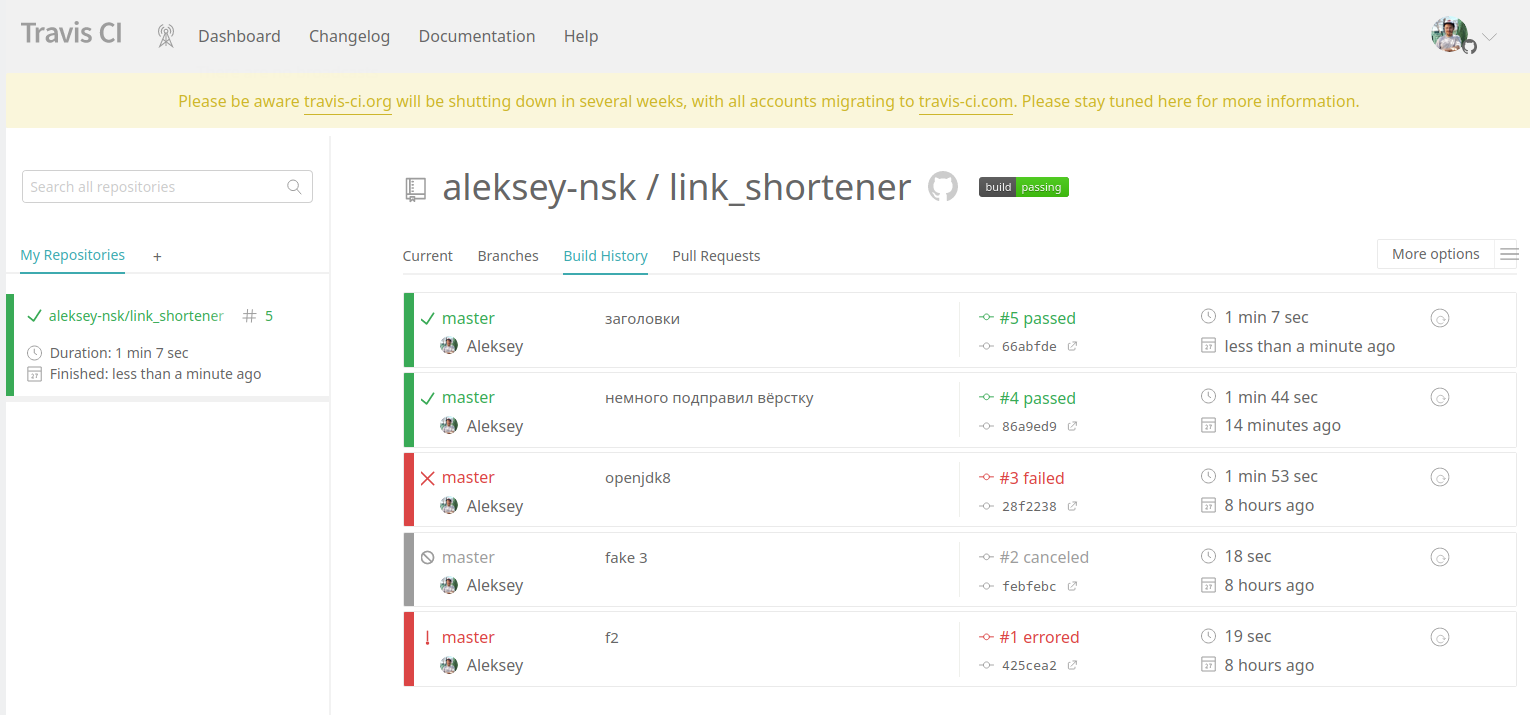 Travis CI
Dashboard Changelog Documentation Help
Please be aware travis-ci.org will be shutting down in several weeks, with all accounts migrating to travis-ci.com. Please stay tuned here for more information.
Search all repositories
My Repositories +
aleksey-nsk/link_shortener # 5
Duration: 1 min 7 sec
Finished: less than a minute ago
aleksey-nsk / link_shortener build passing
Current Branches Build History Pull Requests More options
master заголовки #5 passed 1 min 7 sec
Aleksey 66abfde less than a minute ago
master немного подправил вёрстку #4 passed 1 min 44 sec
Aleksey 86a9ed9 14 minutes ago
master openjdk8 #3 failed 1 min 53 sec
Aleksey 28f2238 8 hours ago
master fake 3 #2 canceled 18 sec
Aleksey febfebc 8 hours ago
master f2 #1 errored 19 sec
Aleksey 425cea2 8 hours ago